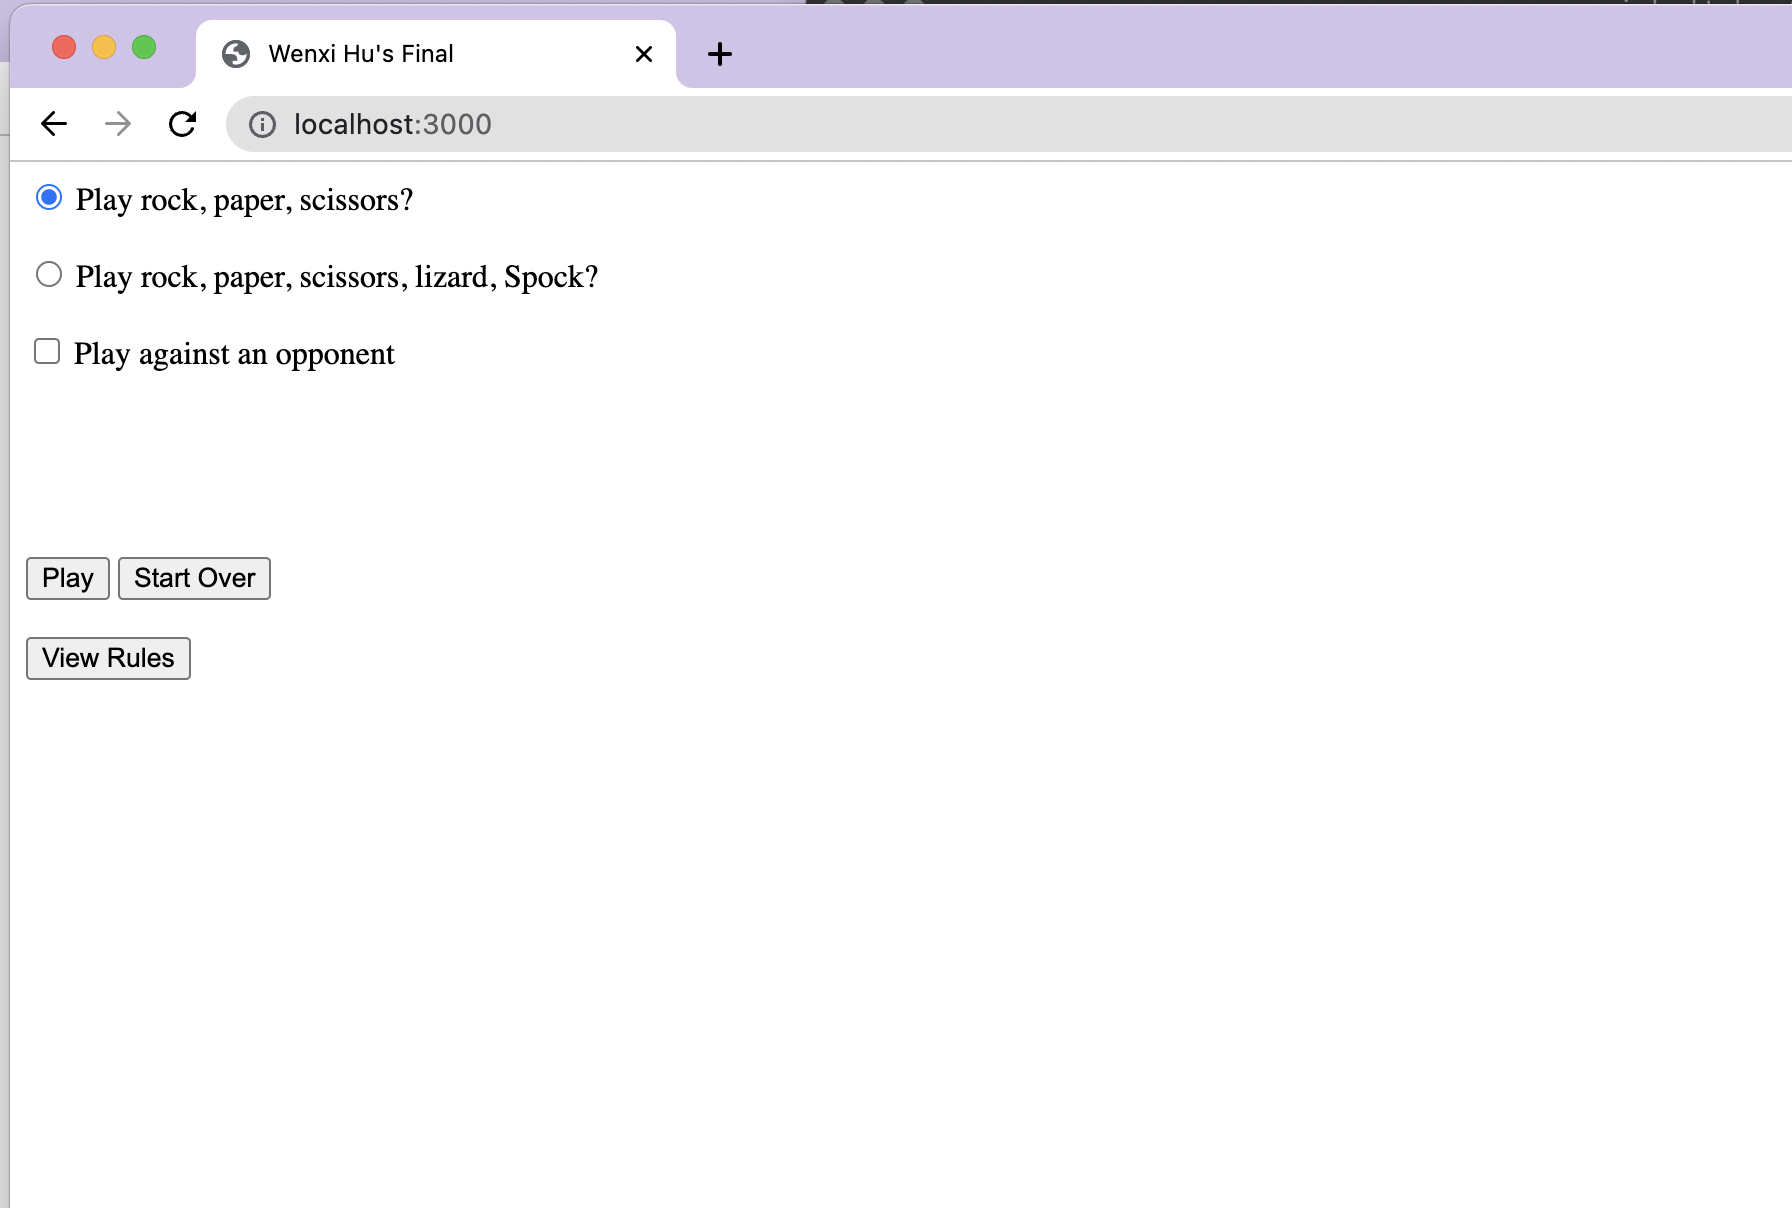 Wenxi Hu's Final
localhost:3000
Play rock, paper, scissors?
Play rock, paper, scissors, lizard, Spock?
Play against an opponent
Play Start Over
View Rules